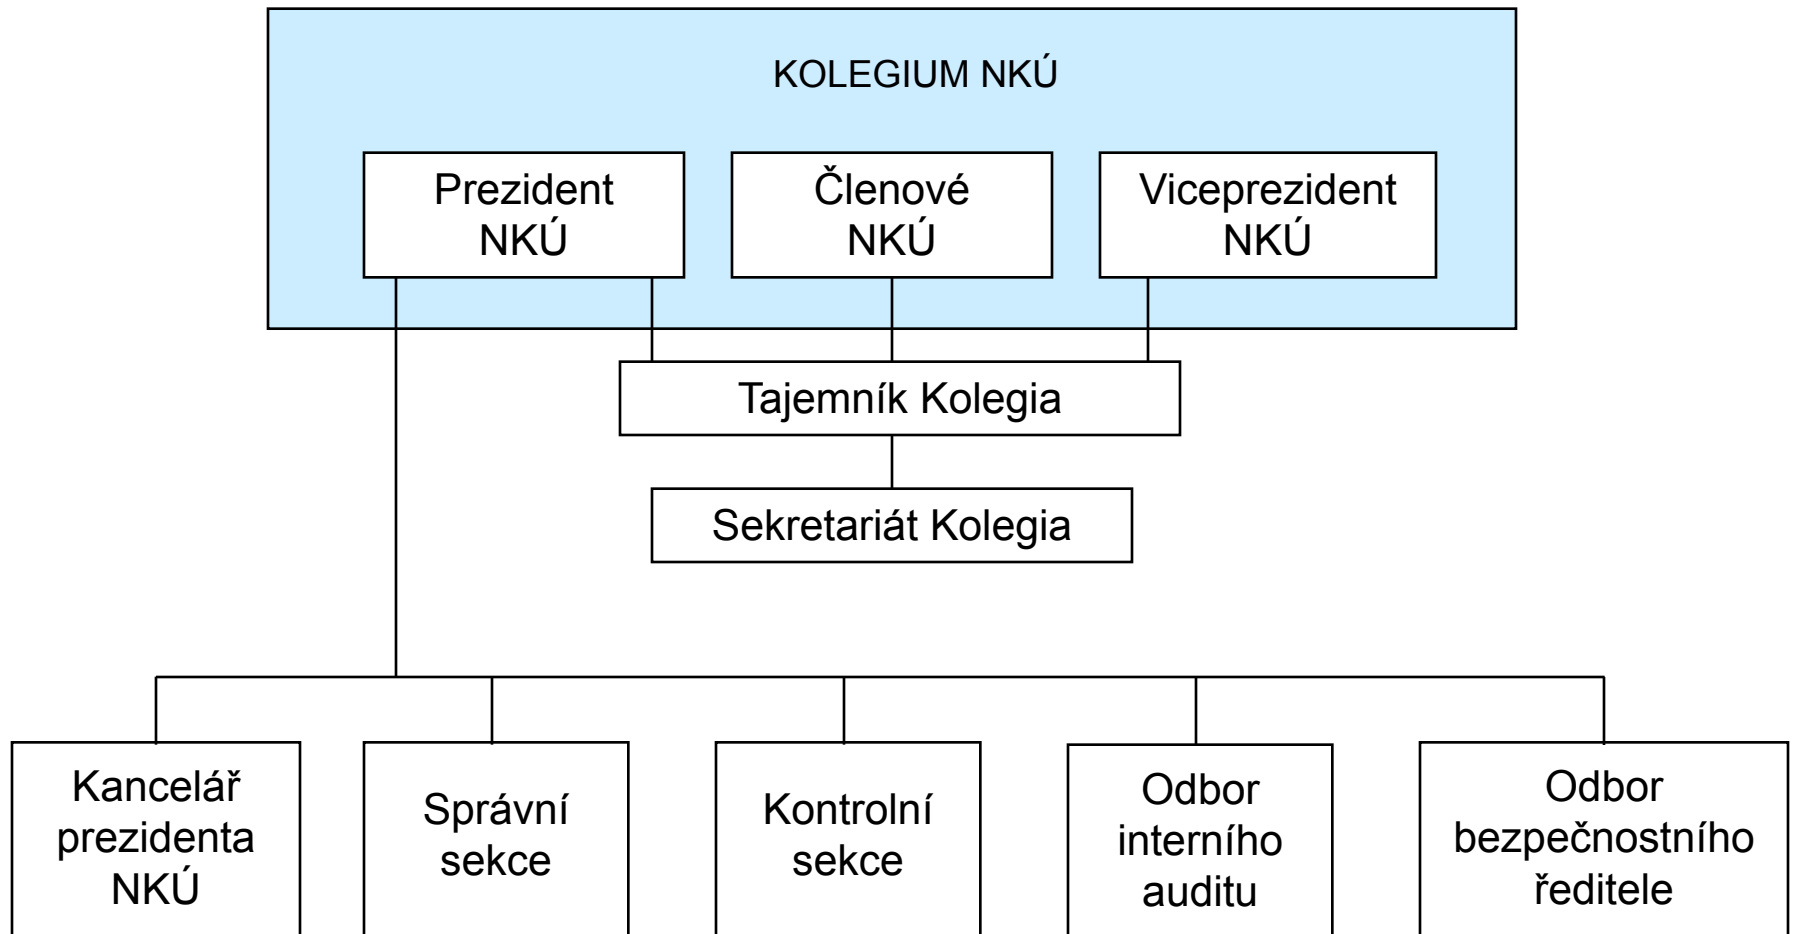 KOLEGIUM NKÚ
Prezident
NKÚ
Členové
NKÚ
Viceprezident
NKÚ
Tajemník Kolegia
Sekretariát Kolegia
Kancelář
prezidenta
NKÚ
Správní
sekce
Kontrolní
sekce
Odbor
interního
auditu
Odbor
bezpečnostního
ředitele